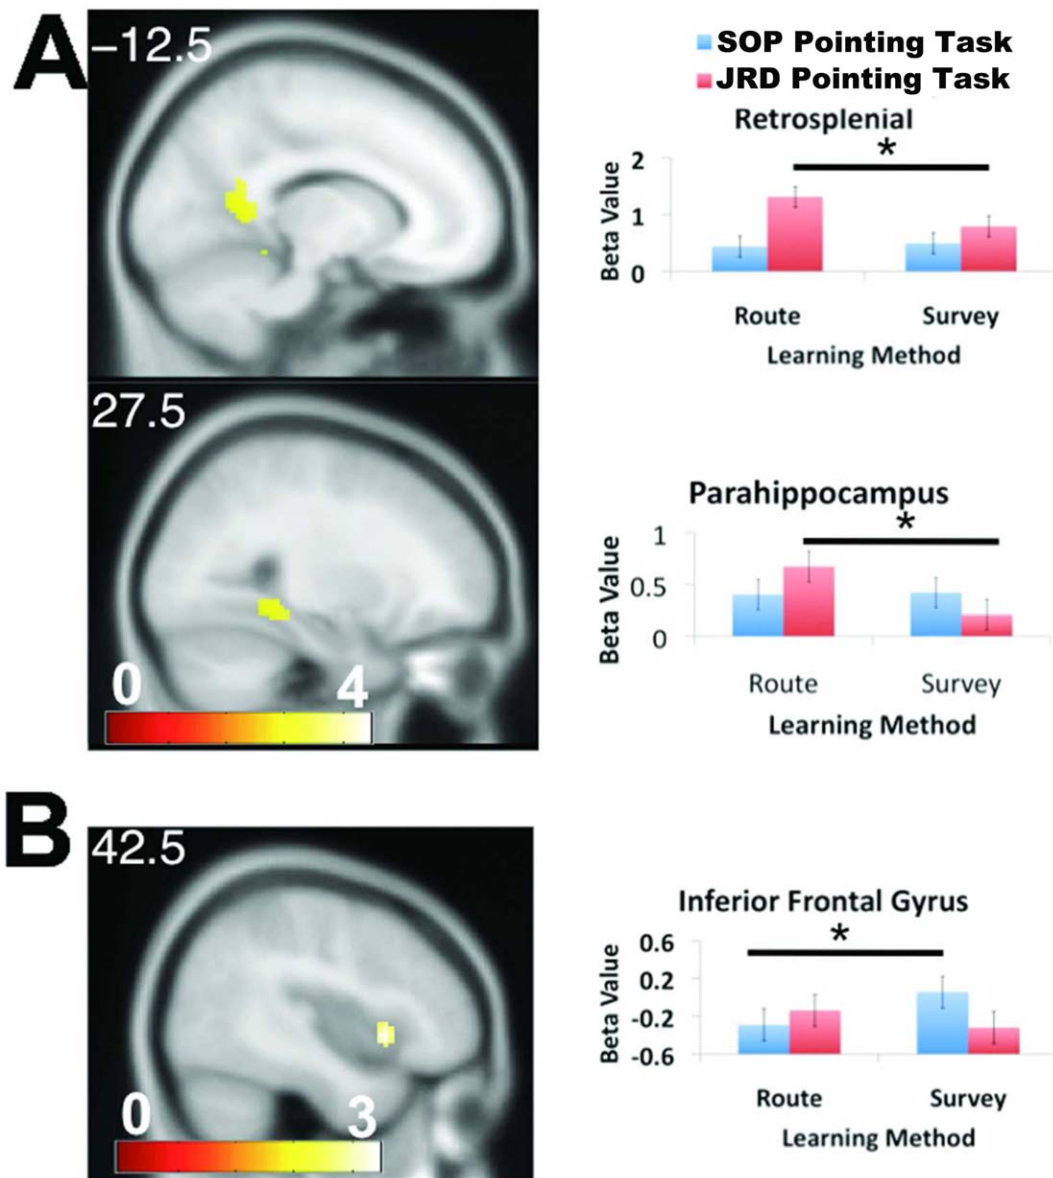 A
−12.5
SOP Pointing Task
JRD Pointing Task
Retrosplenial
*
2
1
0
Beta Value
Route Survey
Learning Method
27.5
0 4
Parahippocampus
*
1
0.5
0
Beta Value
Route Survey
Learning Method
B
42.5
0 3
Inferior Frontal Gyrus
*
0.6
0.2
-0.2
-0.6
Beta Value
Route Survey
Learning Method